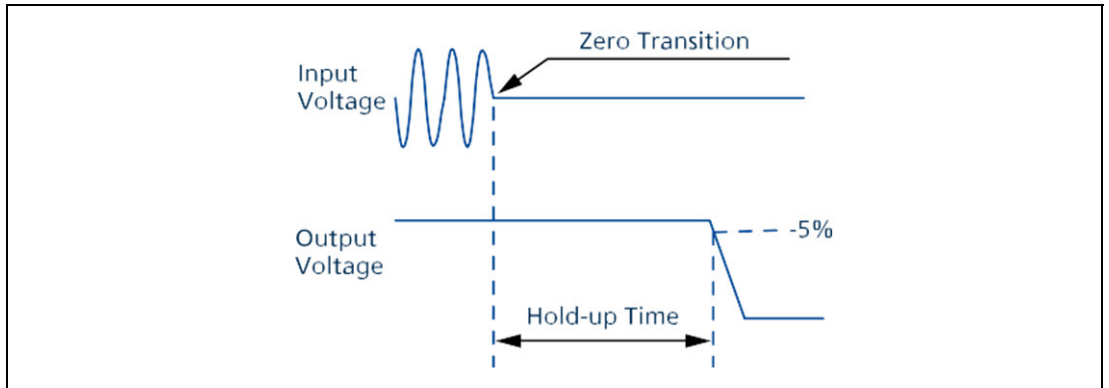 Zero Transition
Input
Voltage
Output
Voltage
-5%
Hold-up Time